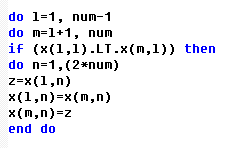 do l=1, num-1
do m=l+1, num
if (x(l,l).LT.x(m,l)) then
do n=1,(2*num)
z=x(l,n)
x(l,n)=x(m,n)
x(m,n)=z
end do